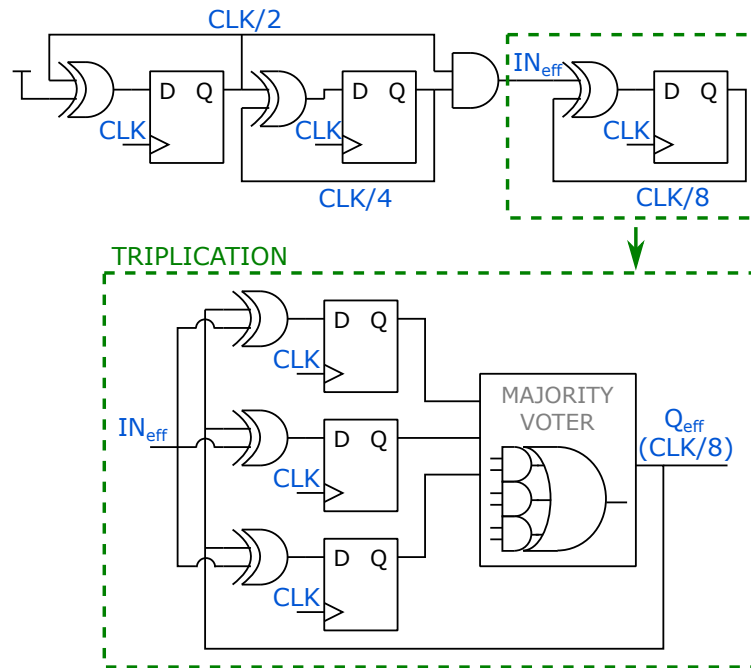 CLK/2
IN_eff
D Q
CLK
D Q
CLK
D Q
CLK
CLK/4
CLK/8
TRIPLICATION
D Q
CLK
MAJORITY
VOTER
IN_eff
D Q
CLK
Q_eff
(CLK/8)
D Q
CLK